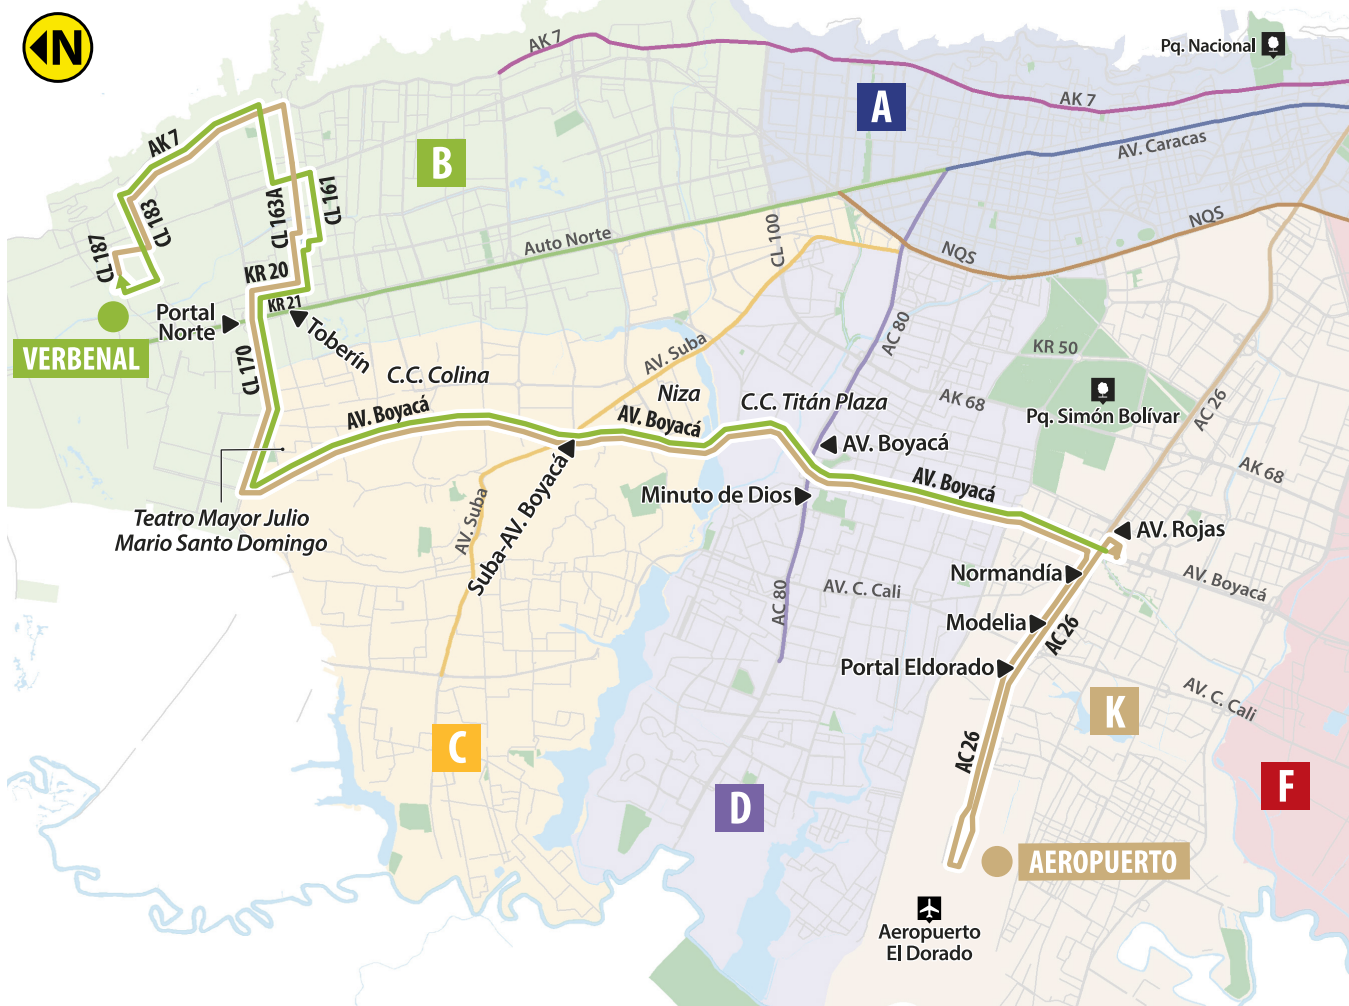 N
AK 7
Pq. Nacional
AK 7
A
AV. Caracas
AK 7
B
CL 163A
CL 161
CL 183
CL 187
NQS
CL 100
Auto Norte
NQS
KR 20
KR 21
Portal
Norte
Toberín
VERBENAL
CL 170
C.C. Colina
AV. Suba
AC 80
KR 50
Niza
C.C. Titán Plaza
AK 68
Pq. Simón Bolívar
AC 26
AV. Boyacá
AV. Boyacá
AV. Boyacá
AK 68
AV. Boyacá
Minuto de Dios
Teatro Mayor Julio
Mario Santo Domingo
AV. Suba
Suba-AV. Boyacá
AV. Rojas
Normandía
AV. Boyacá
AC 80
AV. C. Cali
Modelia
AC 26
Portal Eldorado
AV. C. Cali
K
C
AC 26
F
D
AEROPUERTO
Aeropuerto
El Dorado